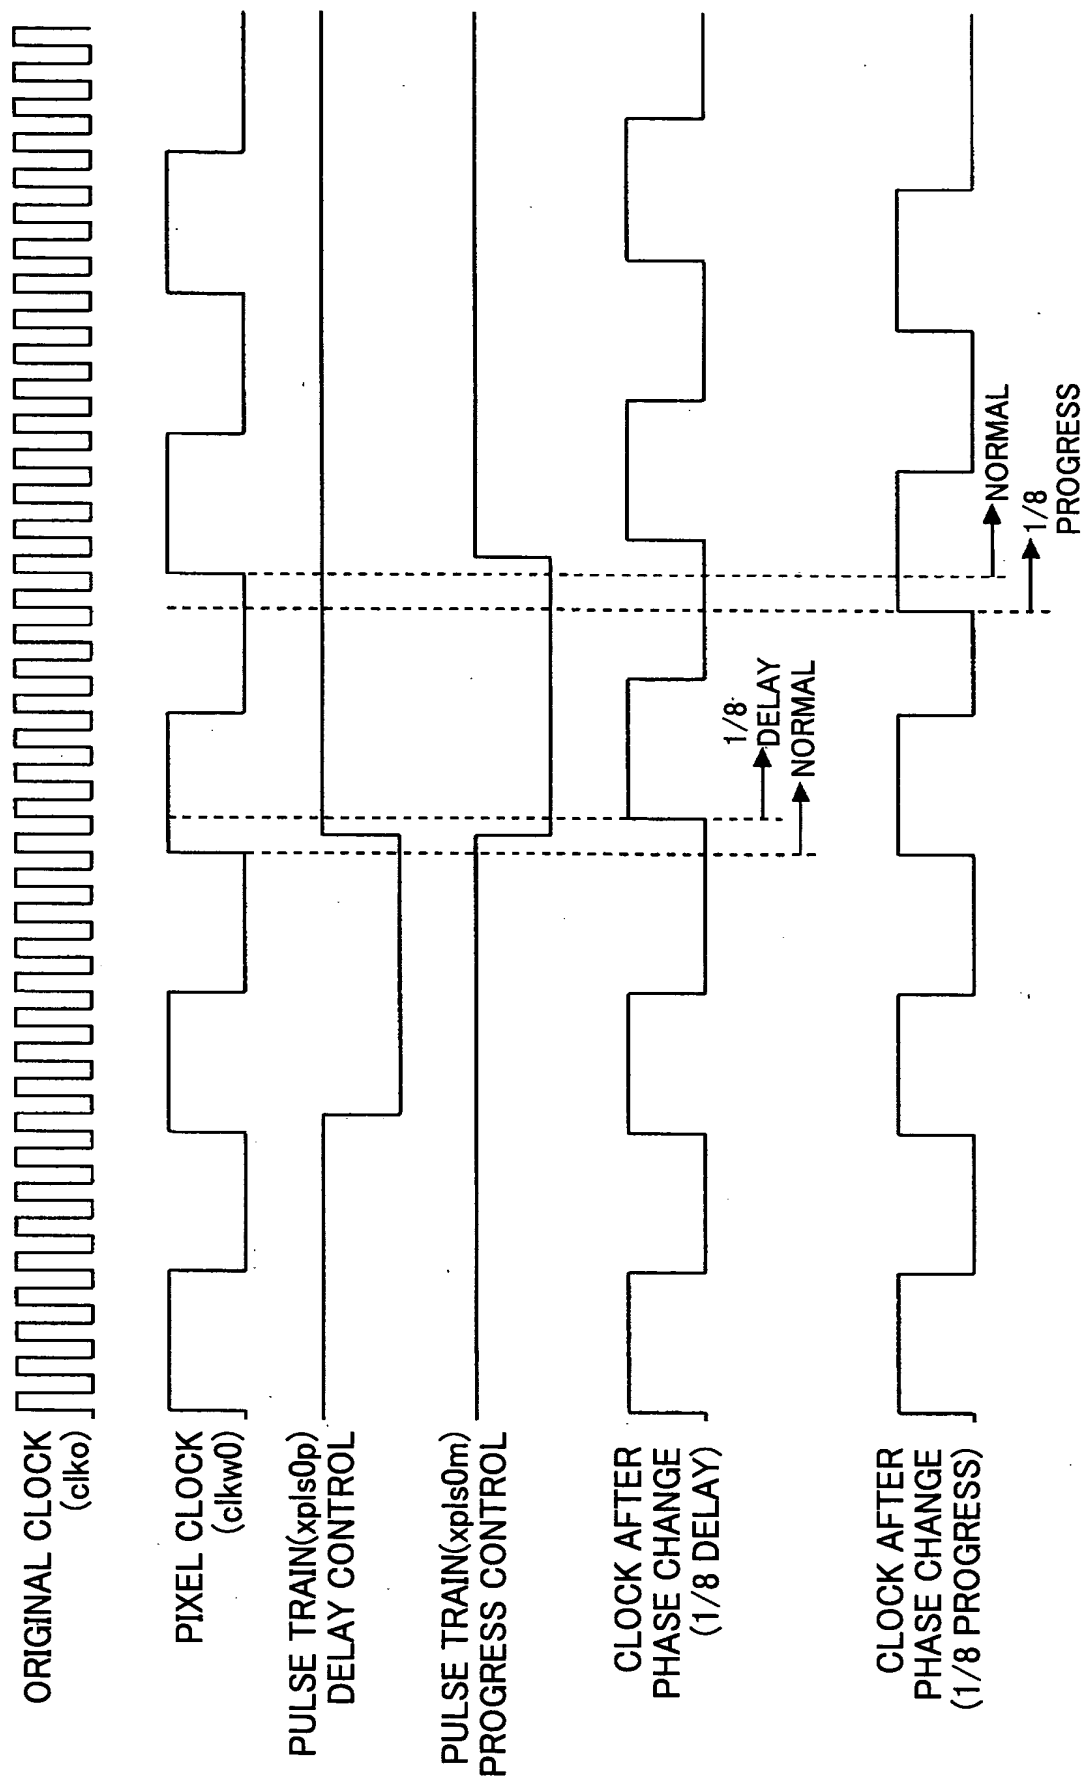 ORIGINAL CLOCK
(clko)
PIXEL CLOCK
(clkw0)
PULSE TRAIN(xpls0p)
DELAY CONTROL
PULSE TRAIN(xpls0m)
PROGRESS CONTROL
CLOCK AFTER
PHASE CHANGE
(1/8 DELAY)
1/8
DELAY
NORMAL
CLOCK AFTER
PHASE CHANGE
(1/8 PROGRESS)
NORMAL
1/8
PROGRESS